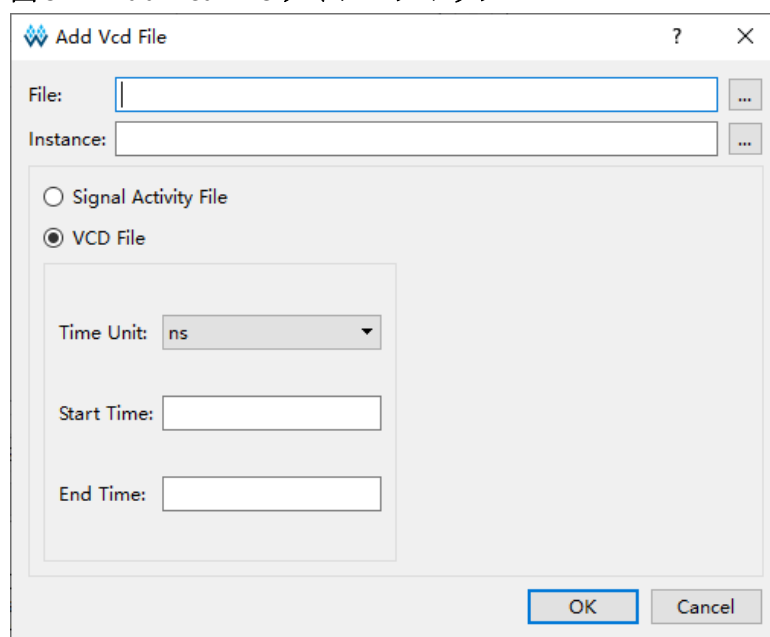 Add Vcd File
?
File:
...
Instance:
...
Signal Activity File
VCD File
Time Unit: ns
Start Time:
End Time:
OK Cancel